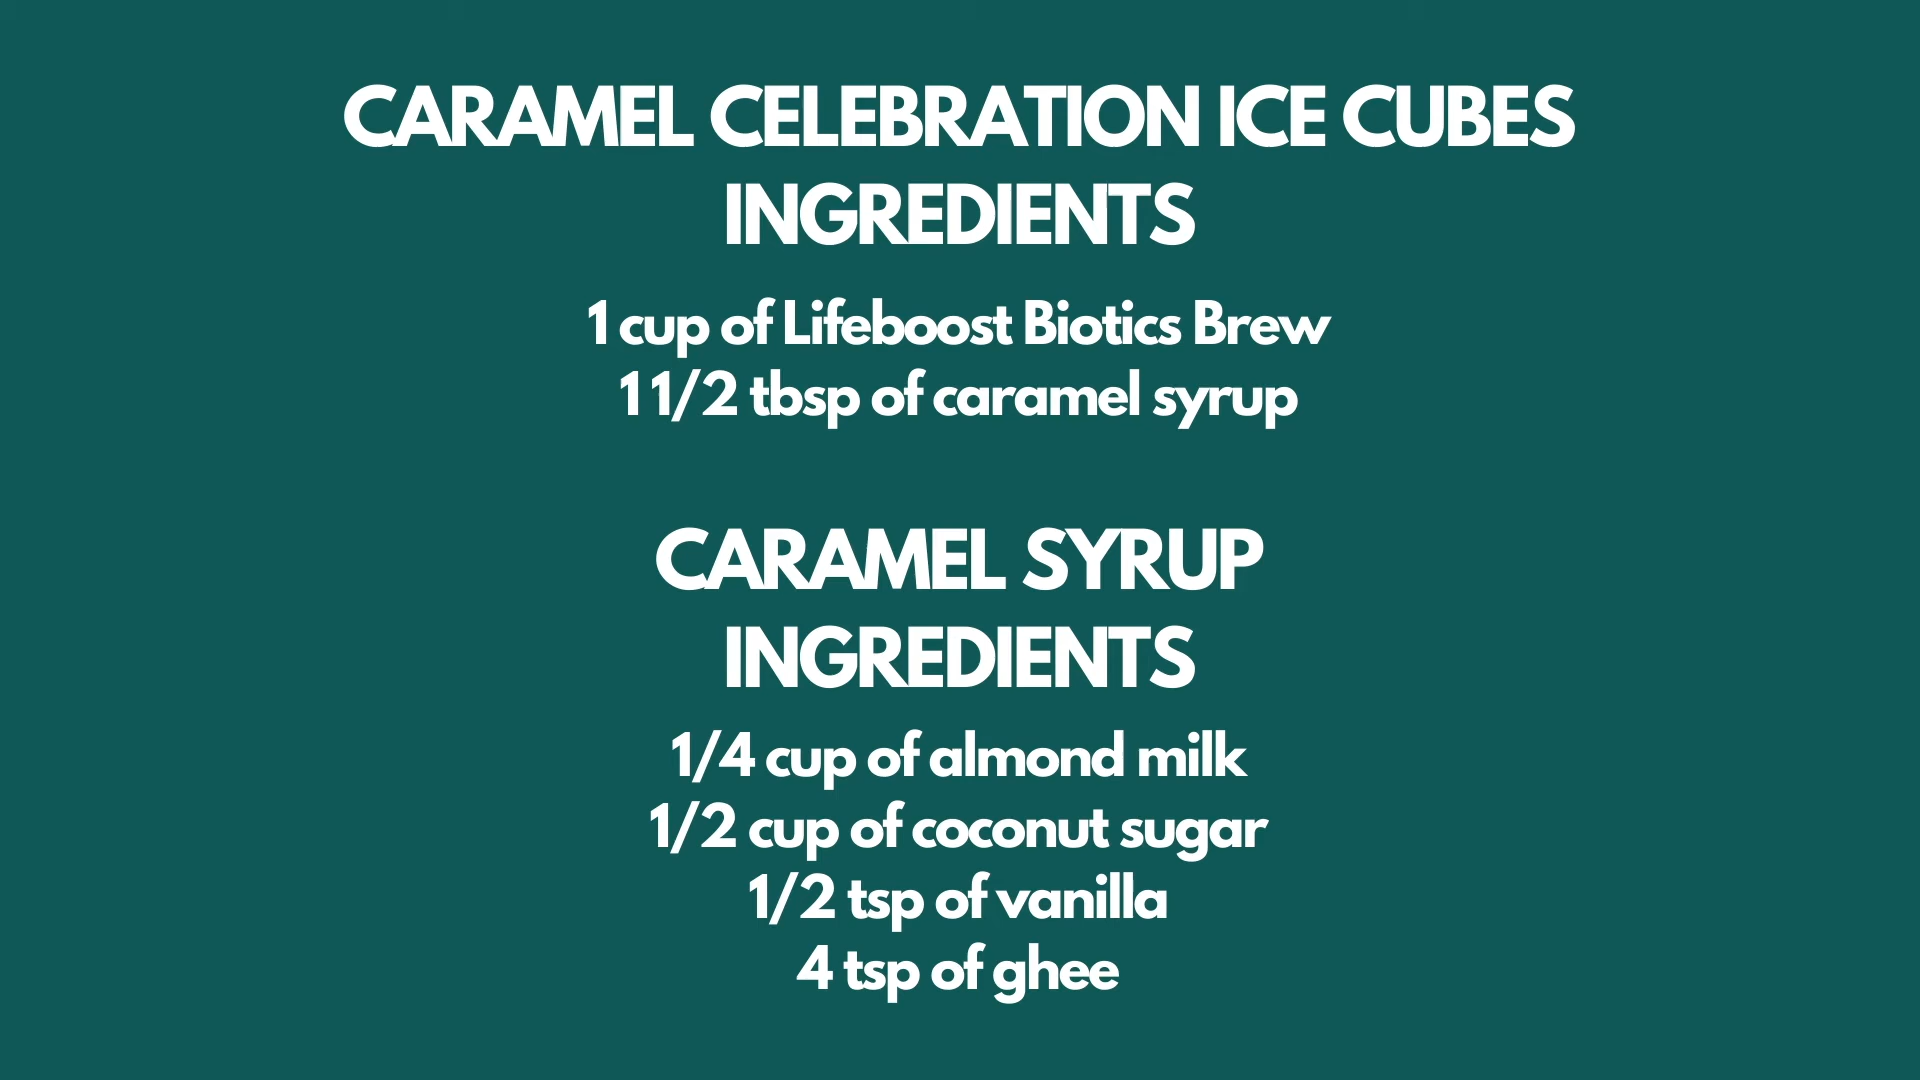 CARAMEL CELEBRATION ICE CUBES
INGREDIENTS
1 cup of Lifeboost Biotics Brew
1 1/2 tbsp of caramel syrup
CARAMEL SYRUP
INGREDIENTS
1/4 cup of almond milk
1/2 cup of coconut sugar
1/2 tsp of vanilla
4 tsp of ghee